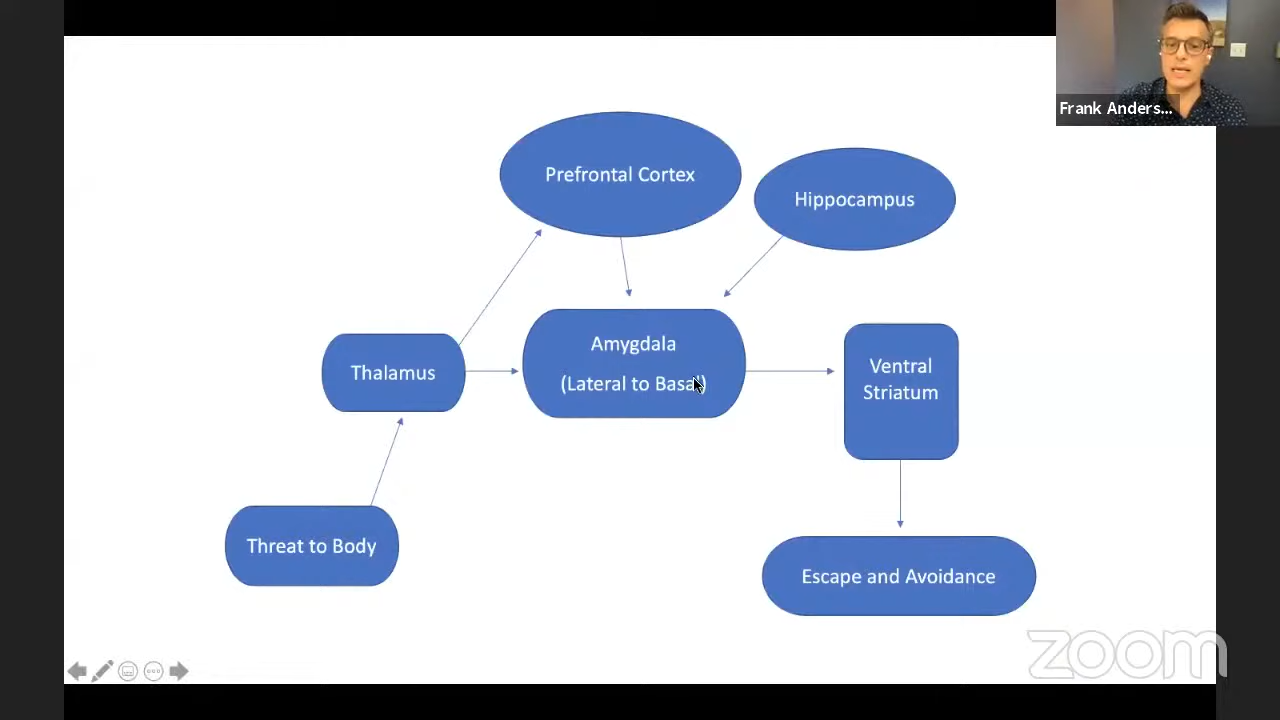 Frank Anders...
Prefrontal Cortex
Hippocampus
Amygdala
(Lateral to Basal)
Thalamus
Ventral
Striatum
Threat to Body
Escape and Avoidance
zoom